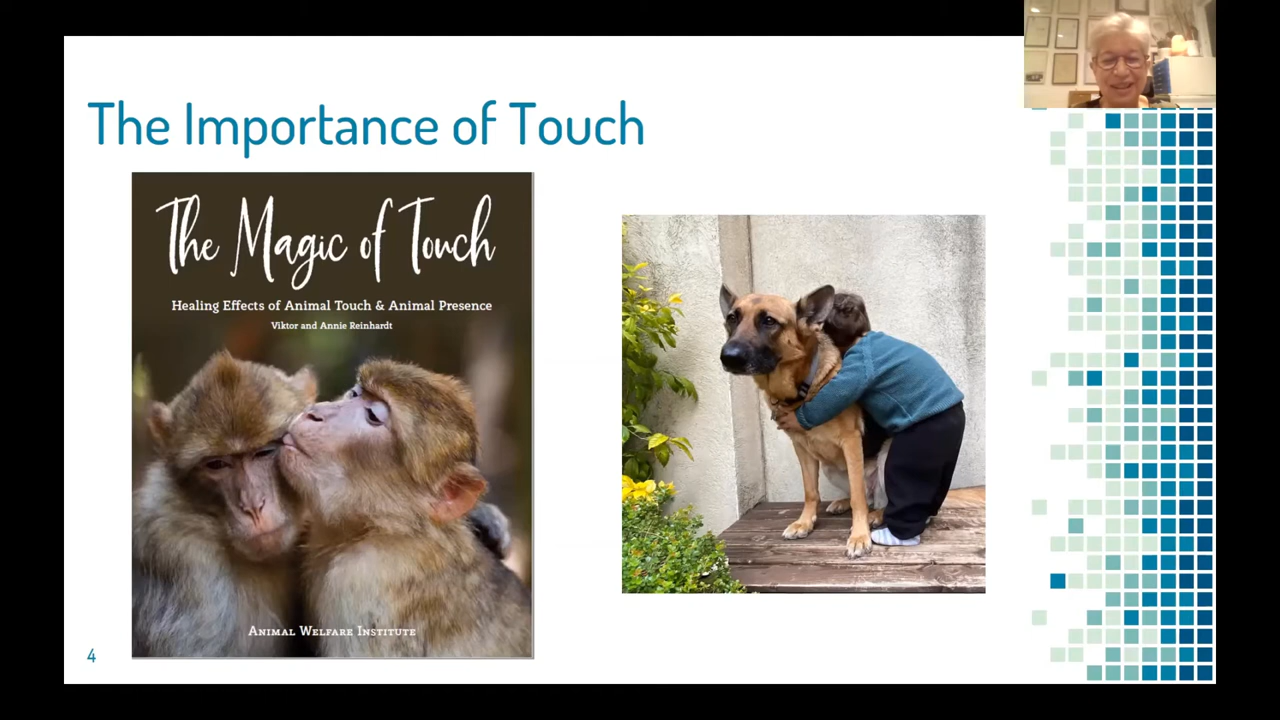 The Importance of Touch
The Magic of Touch
Healing Effects of Animal Touch & Animal Presence
Viktor and Annie Reinhardt
Animal Welfare Institute
4